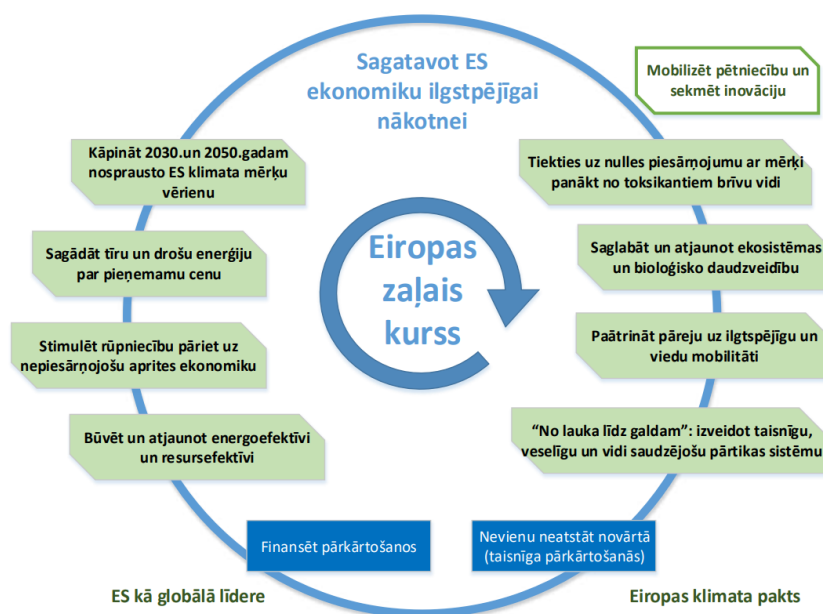 Sagatavot ES
ekonomiku ilgstpējīgai
nākotnei
Mobilizēt pētniecību un
sekmēt inovāciju
Kāpināt 2030.un 2050.gadam
nosprausto ES klimata mērķu
vērienu
Tiekties uz nulles piesārņojumu ar mērķi
panākt no toksikantiem brīvu vidi
Sagādāt tīru un drošu enerģiju
par pieņemamu cenu
Eiropas
zaļais
kurss
Saglabāt un atjaunot ekosistēmas
un bioloģisko daudzveidību
Stimulēt rūpniecību pāriet uz
nepiesārņojošu aprites ekonomiku
Paātrināt pāreju uz ilgtspējīgu un
viedu mobilitāti
Būvēt un atjaunot energoefektīvi
un resursefektīvi
“No lauka līdz galdam”: izveidot taisnīgu,
veselīgu un vidi saudzējošu pārtikas sistēmu
Finansēt pārkārtošanos
Nevienu neatstāt novārtā
(taisnīga pārkārtošanās)
ES kā globālā līdere
Eiropas klimata pakts